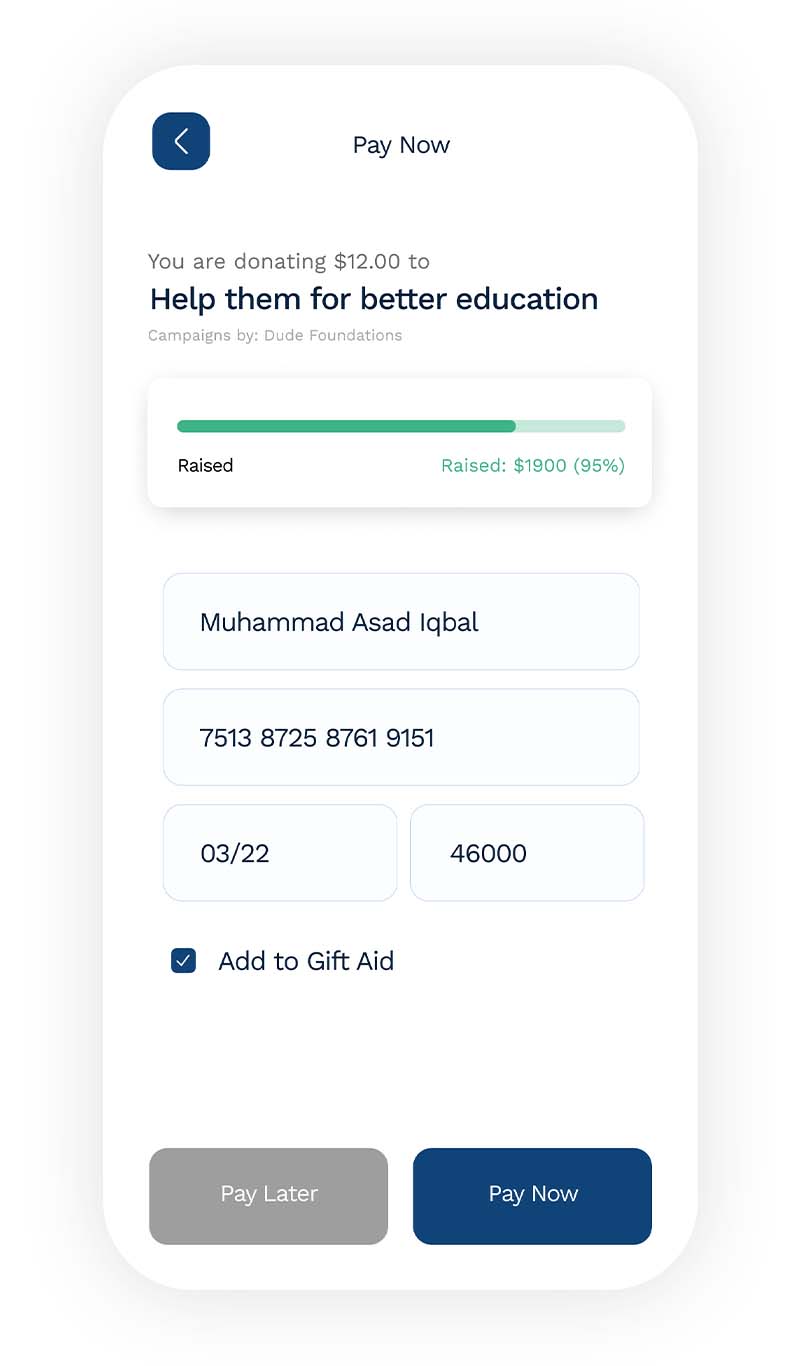 Pay Now
You are donating $12.00 to
Help them for better education
Campaigns by: Dude Foundations
Raised Raised: $1900 (95%)
Muhammad Asad Iqbal
7513 8725 8761 9151
03/22 46000
Add to Gift Aid
Pay Later Pay Now